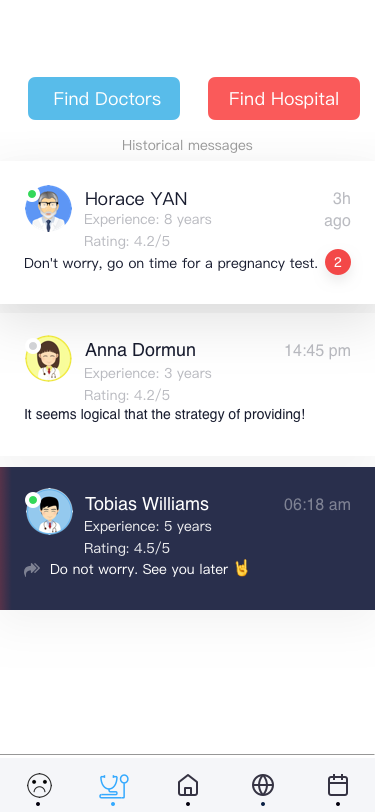 Find Doctors
Find Hospital
Historical messages
Horace YAN
3h ago
Experience: 8 years
Rating: 4.2/5
Don't worry, go on time for a pregnancy test.
2
Anna Dormun
14:45 pm
Experience: 3 years
Rating: 4.2/5
It seems logical that the strategy of providing!
Tobias Williams
06:18 am
Experience: 5 years
Rating: 4.5/5
Do not worry. See you later 🤘